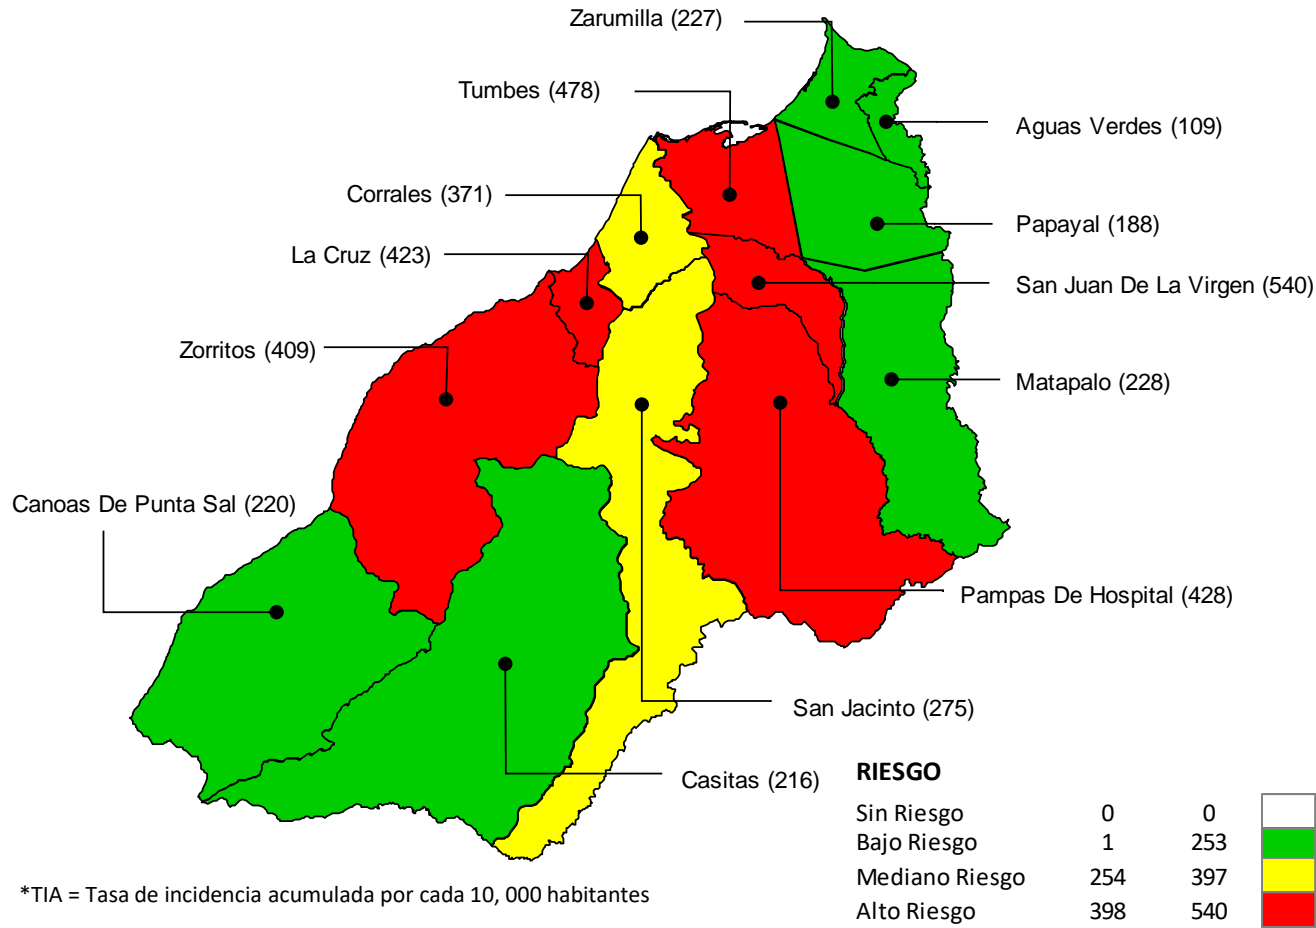 Zarumilla (227)
Tumbes (478)
Aguas Verdes (109)
Corrales (371)
Papayal (188)
La Cruz (423)
San Juan De La Virgen (540)
Zorritos (409)
Matapalo (228)
Canoas De Punta Sal (220)
Pampas De Hospital (428)
San Jacinto (275)
Casitas (216)
RIESGO
Sin Riesgo 0 0
Bajo Riesgo 1 253
Mediano Riesgo 254 397
Alto Riesgo 398 540
*TIA = Tasa de incidencia acumulada por cada 10, 000 habitantes